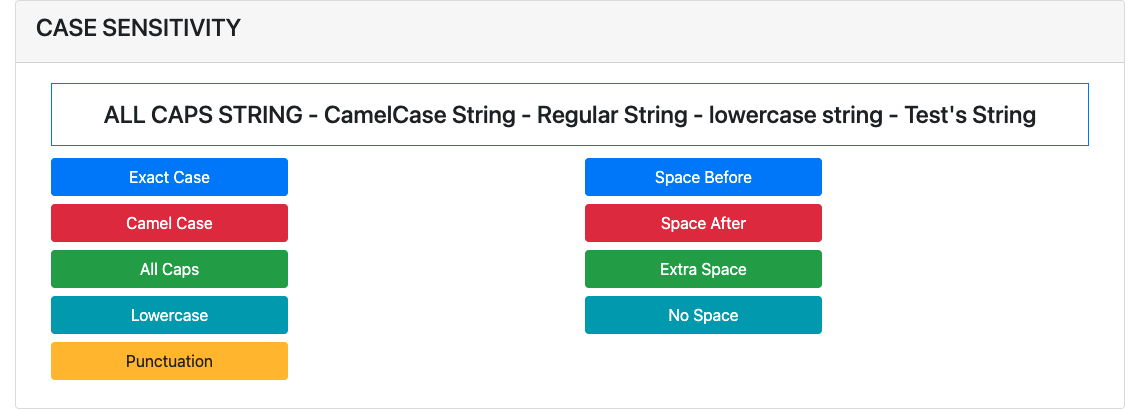 CASE SENSITIVITY
ALL CAPS STRING - CamelCase String - Regular String - lowercase string - Test's String
Exact Case
Space Before
Camel Case
Space After
All Caps
Extra Space
Lowercase
No Space
Punctuation